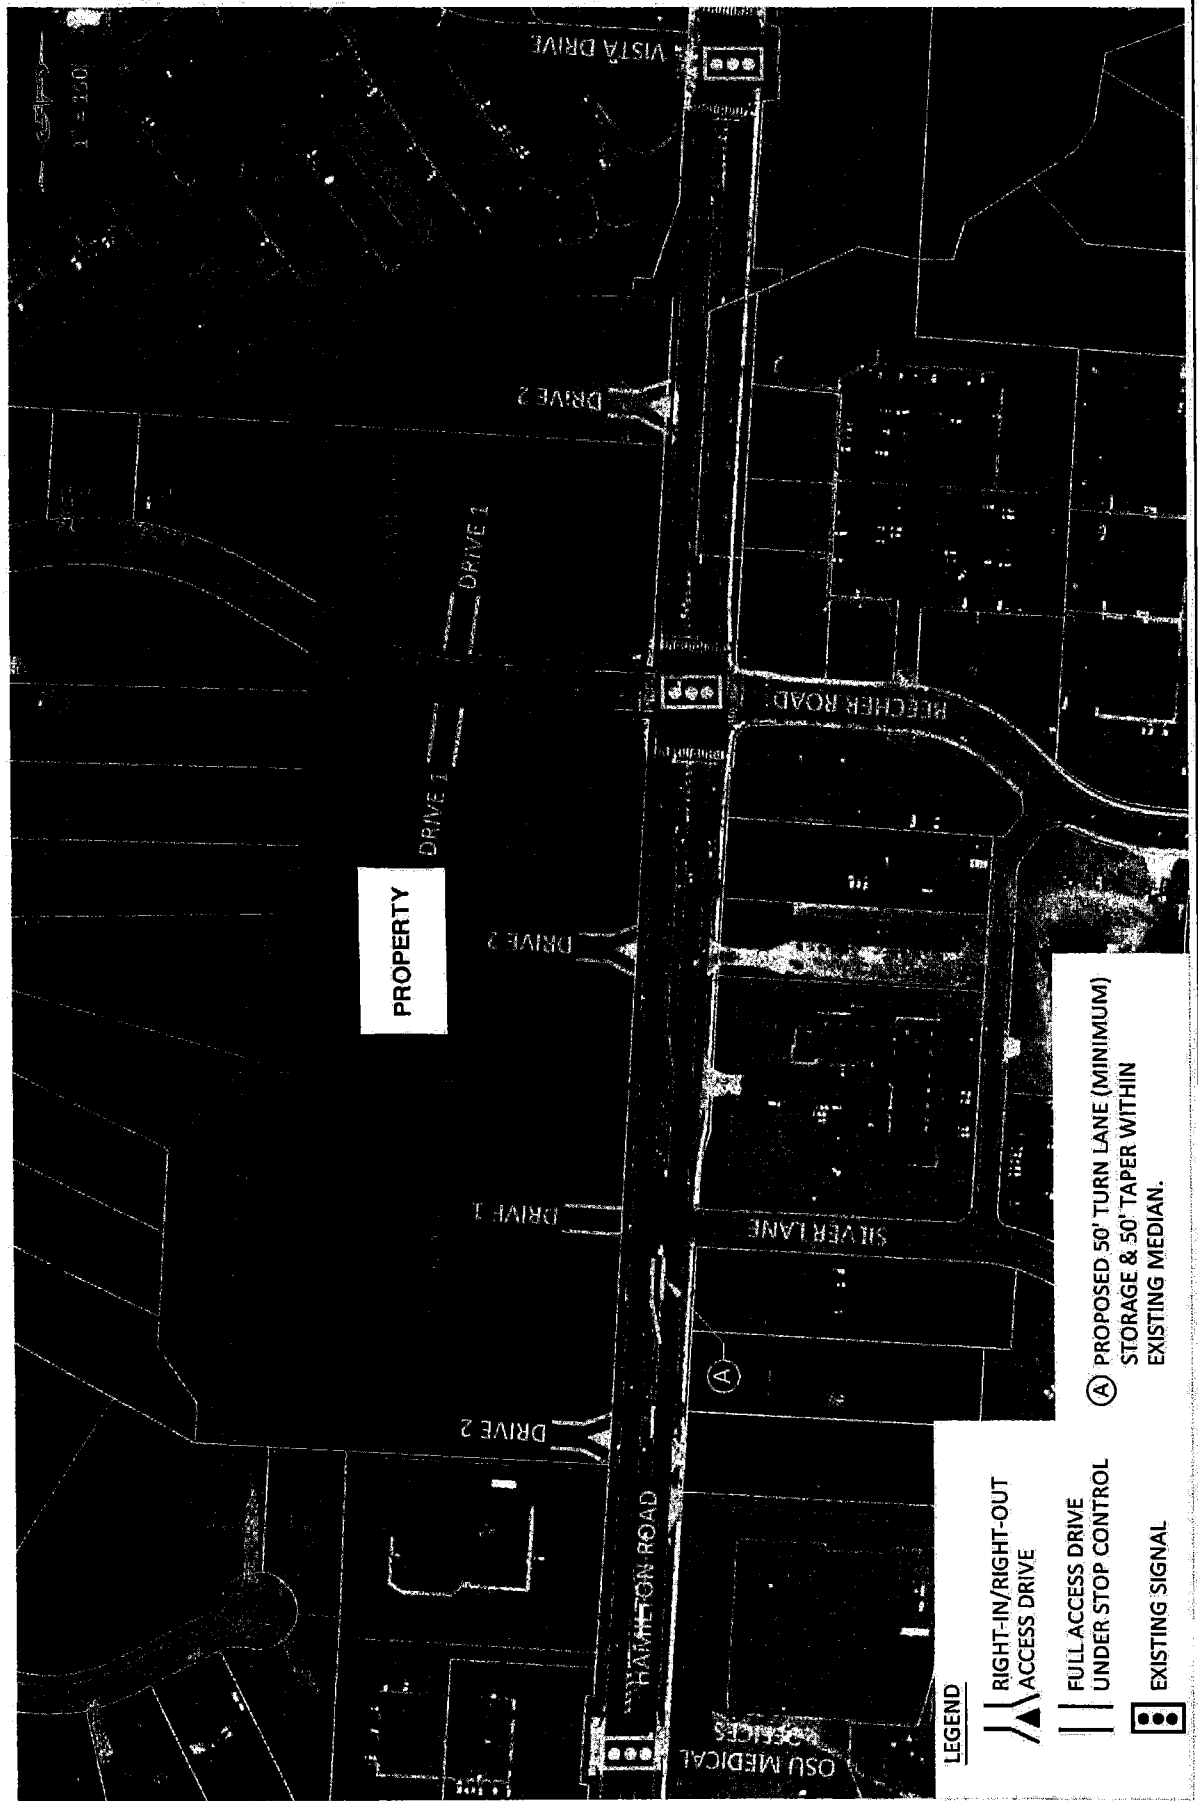 1" = 150'
VISTA DRIVE
DRIVE 2
DRIVE 1
DRIVE 1
PROPERTY
DRIVE 2
BEECHER ROAD
DRIVE 1
SILVER LANE
DRIVE 2
A
HAMILTON ROAD
OSU MEDICAL
OFFICES
LEGEND
RIGHT-IN/RIGHT-OUT
ACCESS DRIVE
FULL ACCESS DRIVE
UNDER STOP CONTROL
EXISTING SIGNAL
A PROPOSED 50' TURN LANE (MINIMUM)
STORAGE & 50' TAPER WITHIN
EXISTING MEDIAN.